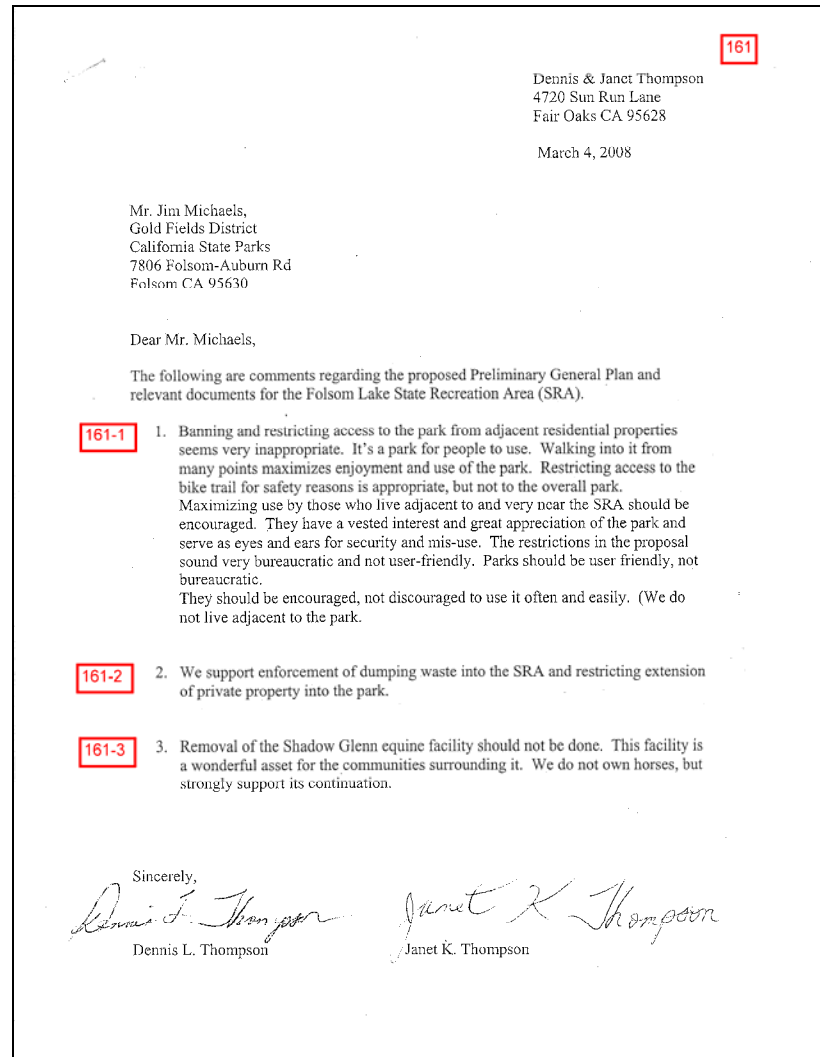 161
Dennis & Janet Thompson
4720 Sun Run Lane
Fair Oaks CA 95628
March 4, 2008
Mr. Jim Michaels,
Gold Fields District
California State Parks
7806 Folsom-Auburn Rd
Folsom CA 95630
Dear Mr. Michaels,
The following are comments regarding the proposed Preliminary General Plan and
relevant documents for the Folsom Lake State Recreation Area (SRA).
161-1
1. Banning and restricting access to the park from adjacent residential properties
seems very inappropriate. It's a park for people to use. Walking into it from
many points maximizes enjoyment and use of the park. Restricting access to the
bike trail for safety reasons is appropriate, but not to the overall park.
Maximizing use by those who live adjacent to and very near the SRA should be
encouraged. They have a vested interest and great appreciation of the park and
serve as eyes and ears for security and mis-use. The restrictions in the proposal
sound very bureaucratic and not user-friendly. Parks should be user friendly, not
bureaucratic.
They should be encouraged, not discouraged to use it often and easily. (We do
not live adjacent to the park.
161-2
2. We support enforcement of dumping waste into the SRA and restricting extension
of private property into the park.
161-3
3. Removal of the Shadow Glenn equine facility should not be done. This facility is
a wonderful asset for the communities surrounding it. We do not own horses, but
strongly support its continuation.
Sincerely,
Dennis L. Thompson
Janet K Thompson
Dennis L. Thompson
Janet K. Thompson